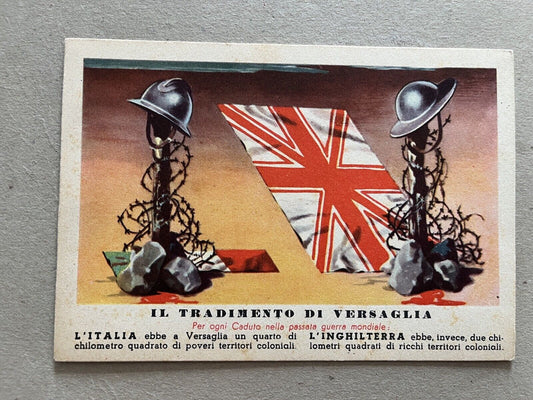 IL TRADIMENTO DI VERSAGLIA
Per ogni Caduto nella passata guerra mondiale:
L'ITALIA ebbe a Versaglia un quarto di
chilometro quadrato di poveri territori coloniali.
L'INGHILTERRA ebbe, invece, due chi-
lometri quadrati di ricchi territori coloniali.